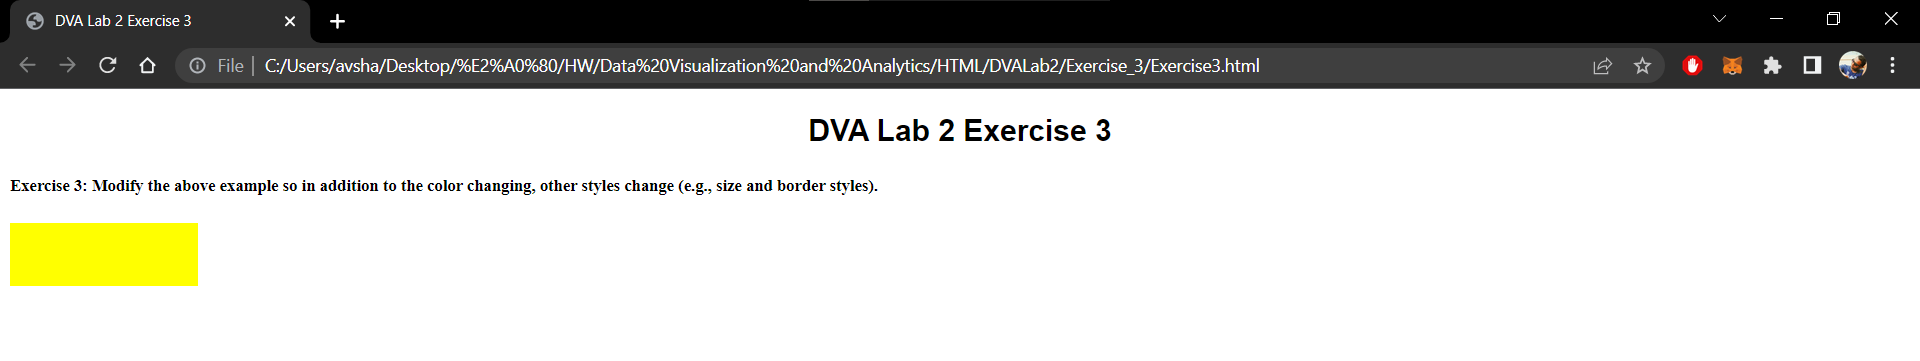 DVA Lab 2 Exercise 3
File C:/Users/avsha/Desktop/%E2%A0%80/HW/Data%20Visualization%20and%20Analytics/HTML/DVALab2/Exercise_3/Exercise3.html
DVA Lab 2 Exercise 3
Exercise 3: Modify the above example so in addition to the color changing, other styles change (e.g., size and border styles).